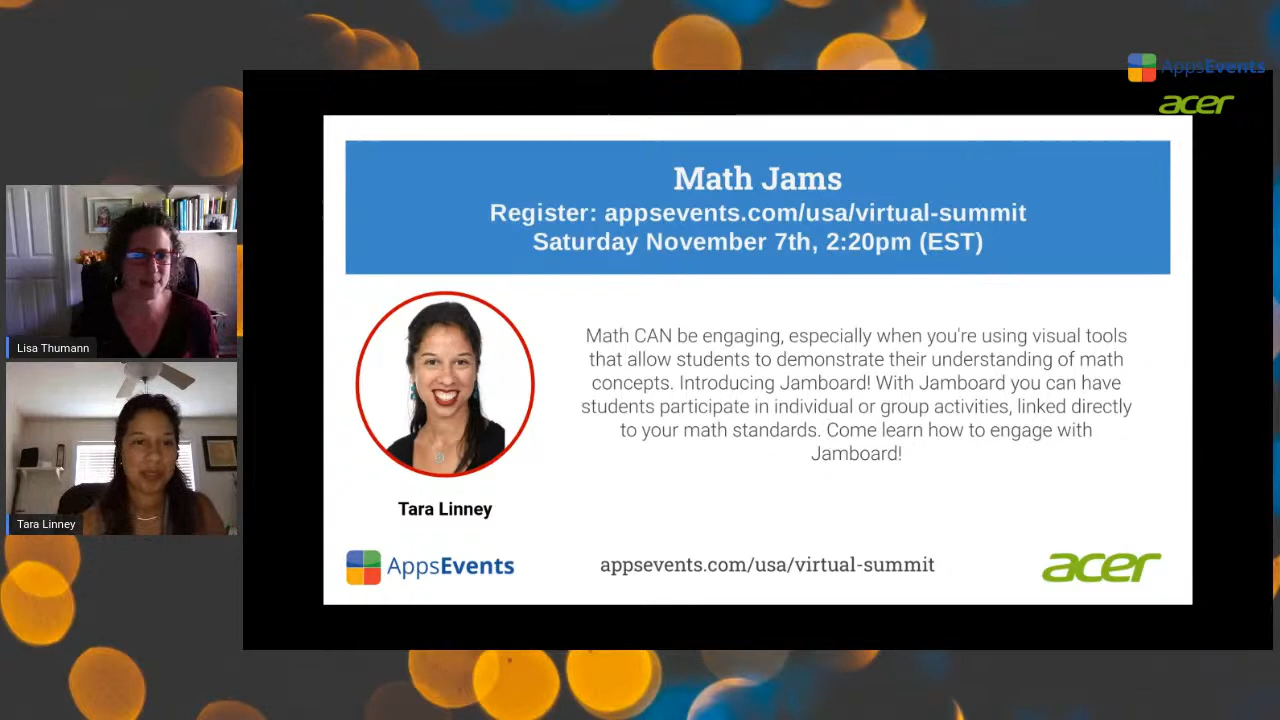 AppsEvents
acer
Math Jams
Register: appsevents.com/usa/virtual-summit
Saturday November 7th, 2:20pm (EST)
Lisa Thumann
Tara Linney
Math CAN be engaging, especially when you're using visual tools
that allow students to demonstrate their understanding of math
concepts. Introducing Jamboard! With Jamboard you can have
students participate in individual or group activities, linked directly
to your math standards. Come learn how to engage with
Jamboard!
Tara Linney
AppsEvents
appsevents.com/usa/virtual-summit
acer